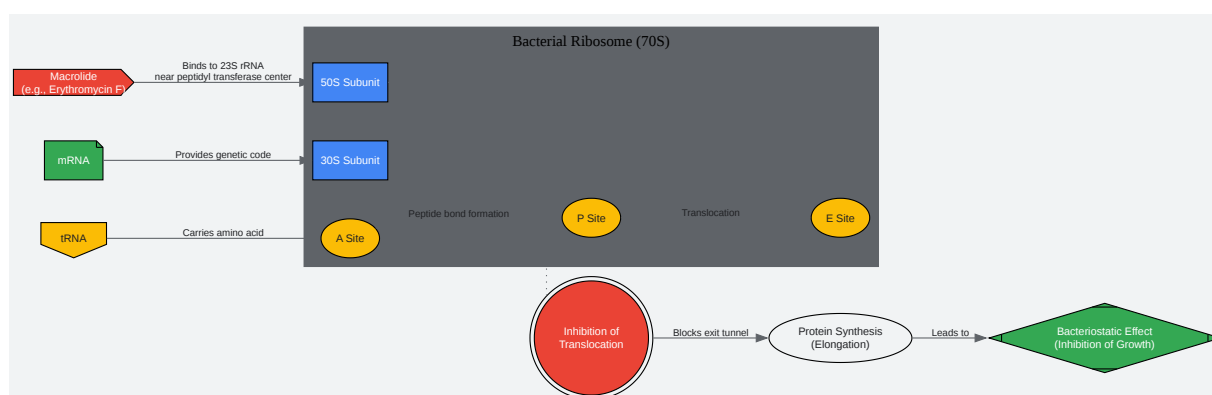 Bacterial Ribosome (70S)
Macrolide
(e.g., Erythromycin F)
Binds to 23S rRNA
near peptidyl transferase center
50S Subunit
mRNA
Provides genetic code
30S Subunit
tRNA
Carries amino acid
A Site
Peptide bond formation
P Site
Translocation
E Site
Inhibition of
Translocation
Blocks exit tunnel
Protein Synthesis
(Elongation)
Leads to
Bacteriostatic Effect
(Inhibition of Growth)